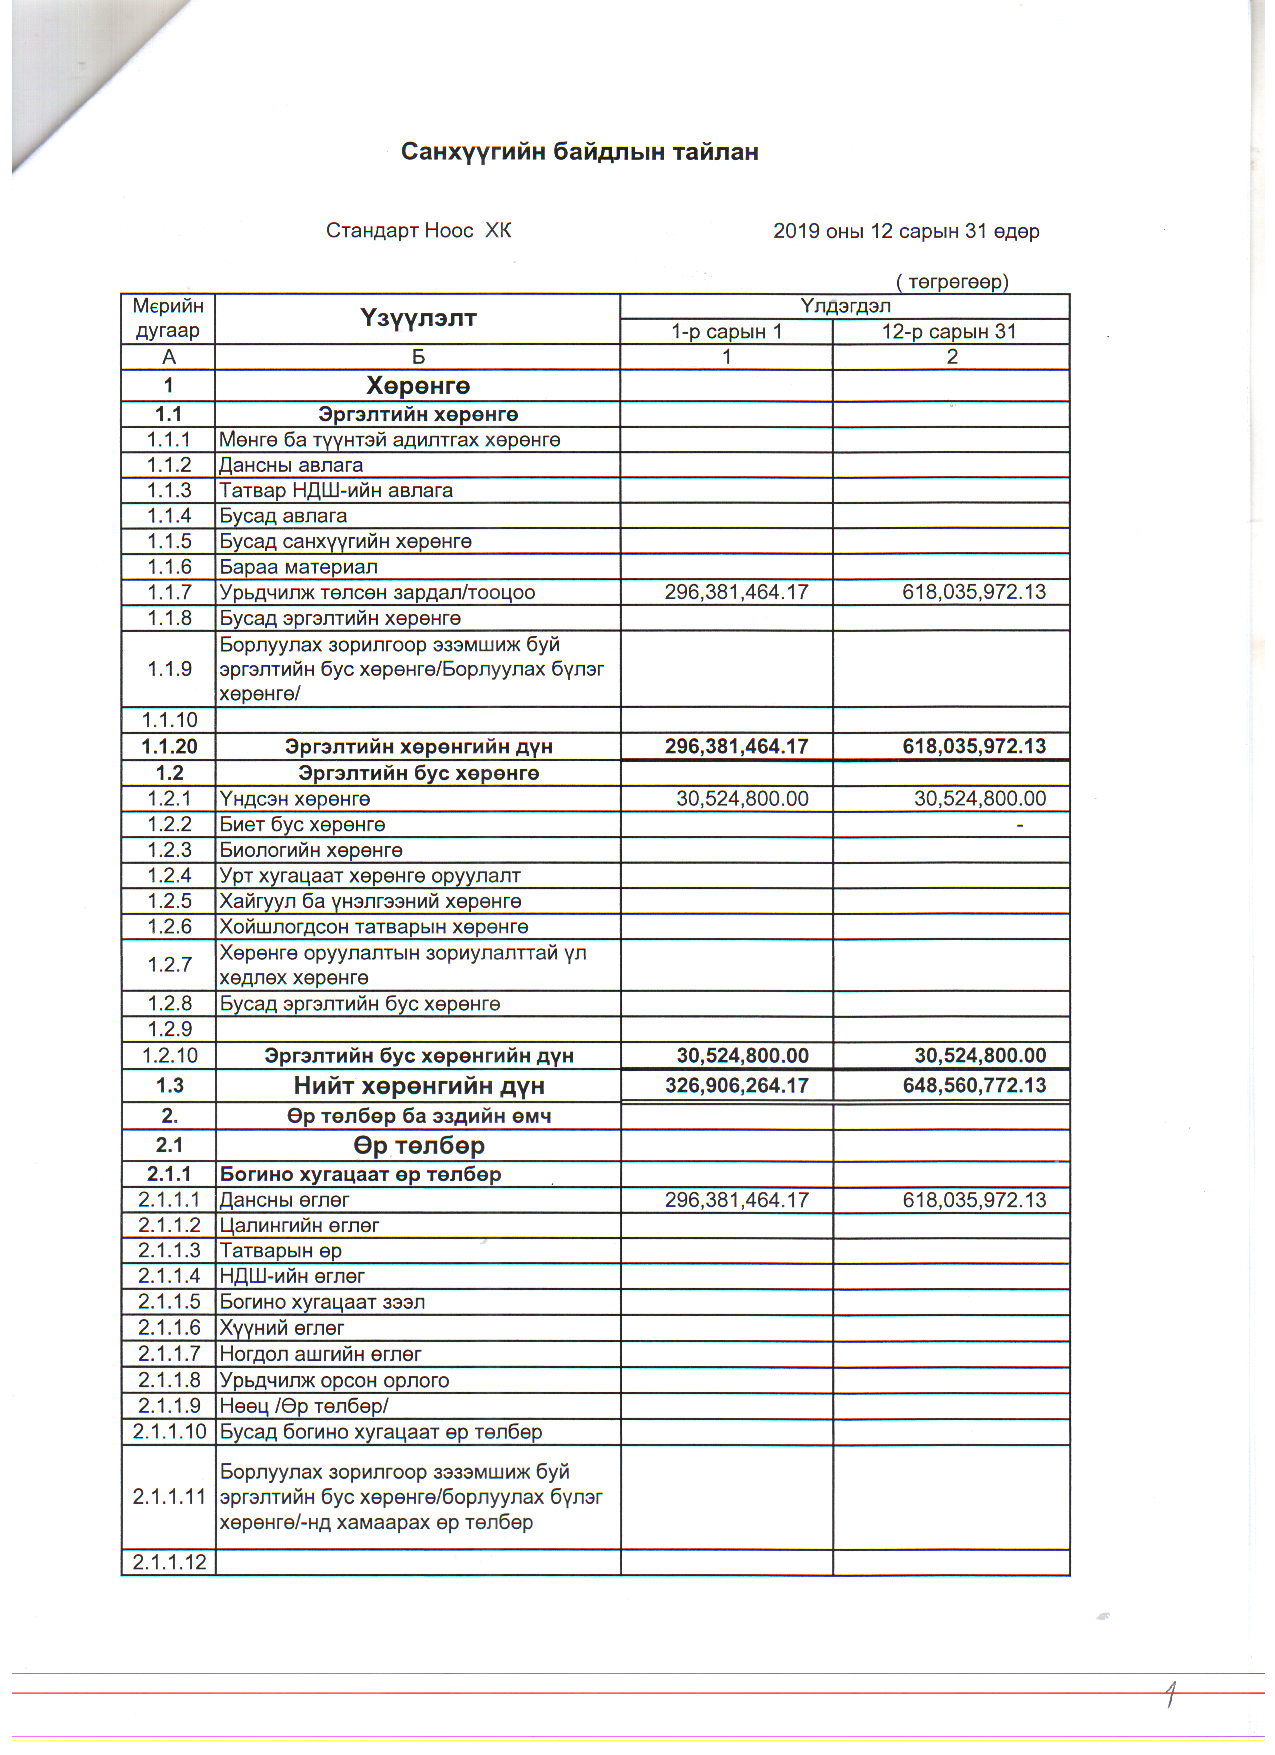 Санхүүгийн байдлын тайлан
Стандарт Ноос ХК 2019 оны 12 сарын 31 өдөр
( төгрөгөөр)
Мөрийн дугаар Үзүүлэлт Үлдэгдэл
1-р сарын 1 12-р сарын 31
А Б 1 2
1 Хөрөнгө
1.1 Эргэлтийн хөрөнгө
1.1.1 Мөнгө ба түүнтэй адилтгах хөрөнгө
1.1.2 Дансны авлага
1.1.3 Татвар НДШ-ийн авлага
1.1.4 Бусад авлага
1.1.5 Бусад санхүүгийн хөрөнгө
1.1.6 Бараа материал
1.1.7 Урьдчилж төлсөн зардал/тооцоо 296,381,464.17 618,035,972.13
1.1.8 Бусад эргэлтийн хөрөнгө
1.1.9 Борлуулах зорилгоор эзэмшиж буй
эргэлтийн бус хөрөнгө/Борлуулах бүлэг
хөрөнгө/
1.1.10
1.1.20 Эргэлтийн хөрөнгийн дүн 296,381,464.17 618,035,972.13
1.2 Эргэлтийн бус хөрөнгө
1.2.1 Үндсэн хөрөнгө 30,524,800.00 30,524,800.00
1.2.2 Биет бус хөрөнгө -
1.2.3 Биологийн хөрөнгө
1.2.4 Урт хугацаат хөрөнгө оруулалт
1.2.5 Хайгуул ба үнэлгээний хөрөнгө
1.2.6 Хойшлогдсон татварын хөрөнгө
1.2.7 Хөрөнгө оруулалтын зориулалттай үл
хөдлөх хөрөнгө
1.2.8 Бусад эргэлтийн бус хөрөнгө
1.2.9
1.2.10 Эргэлтийн бус хөрөнгийн дүн 30,524,800.00 30,524,800.00
1.3 Нийт хөрөнгийн дүн 326,906,264.17 648,560,772.13
2. Өр төлбөр ба эздийн өмч
2.1 Өр төлбөр
2.1.1 Богино хугацаат өр төлбөр
2.1.1.1 Дансны өглөг 296,381,464.17 618,035,972.13
2.1.1.2 Цалингийн өглөг
2.1.1.3 Татварын өр
2.1.1.4 НДШ-ийн өглөг
2.1.1.5 Богино хугацаат зээл
2.1.1.6 Хүүний өглөг
2.1.1.7 Ногдол ашгийн өглөг
2.1.1.8 Урьдчилж орсон орлого
2.1.1.9 Нөөц /Өр төлбөр/
2.1.1.10 Бусад богино хугацаат өр төлбөр
2.1.1.11 Борлуулах зорилгоор зэзэмшиж буй
эргэлтийн бус хөрөнгө/борлуулах бүлэг
хөрөнгө/-нд хамаарах өр төлбөр
2.1.1.12
1